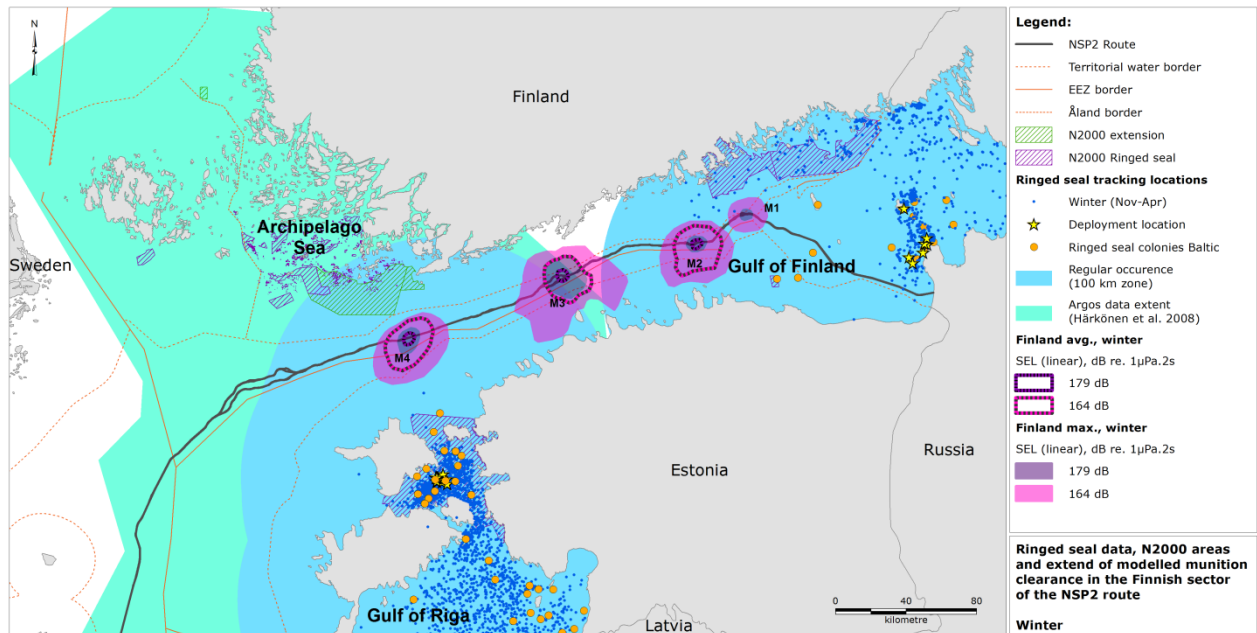 N
Finland
Sweden
Archipelago
Sea
M1
M2
Gulf of Finland
M3
M4
Estonia
Russia
Gulf of Riga
Latvia
0 40 80
kilometre
Legend:
NSP2 Route
Territorial water border
EEZ border
Åland border
N2000 extension
N2000 Ringed seal
Ringed seal tracking locations
Winter (Nov-Apr)
Deployment location
Ringed seal colonies Baltic
Regular occurence
(100 km zone)
Argos data extent
(Härkönen et al. 2008)
Finland avg., winter
SEL (linear), dB re. 1µPa.2s
179 dB
164 dB
Finland max., winter
SEL (linear), dB re. 1µPa.2s
179 dB
164 dB
Ringed seal data, N2000 areas
and extend of modelled munition
clearance in the Finnish sector
of the NSP2 route
Winter